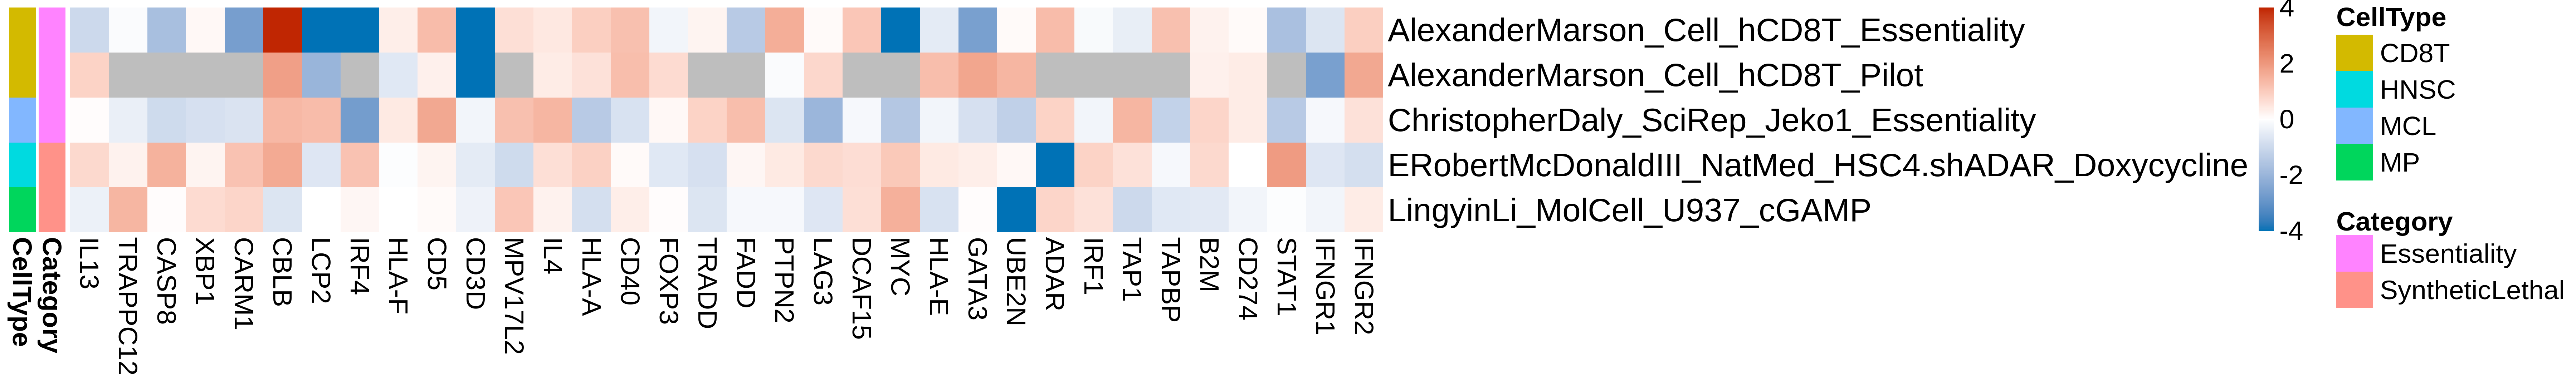 AlexanderMarson_Cell_hCD8T_Essentiality
AlexanderMarson_Cell_hCD8T_Pilot
ChristopherDaly_SciRep_Jeko1_Essentiality
ERobertMcDonaldIII_NatMed_HSC4.shADAR_Doxycycline
LingyinLi_MolCell_U937_cGAMP
CellType
Category
IL13
TRAPPC12
CASP8
XBP1
CARM1
CBLB
LCP2
IRF4
HLA-F
CD5
CD3D
MPV17L2
IL4
HLA-A
CD40
FOXP3
TRADD
FADD
PTPN2
LAG3
DCAF15
MYC
HLA-E
GATA3
UBE2N
ADAR
IRF1
TAP1
TAPBP
B2M
CD274
STAT1
IFNGR1
IFNGR2
4
2
0
-2
-4
CellType
CD8T
HNSC
MCL
MP
Category
Essentiality
SyntheticLethal